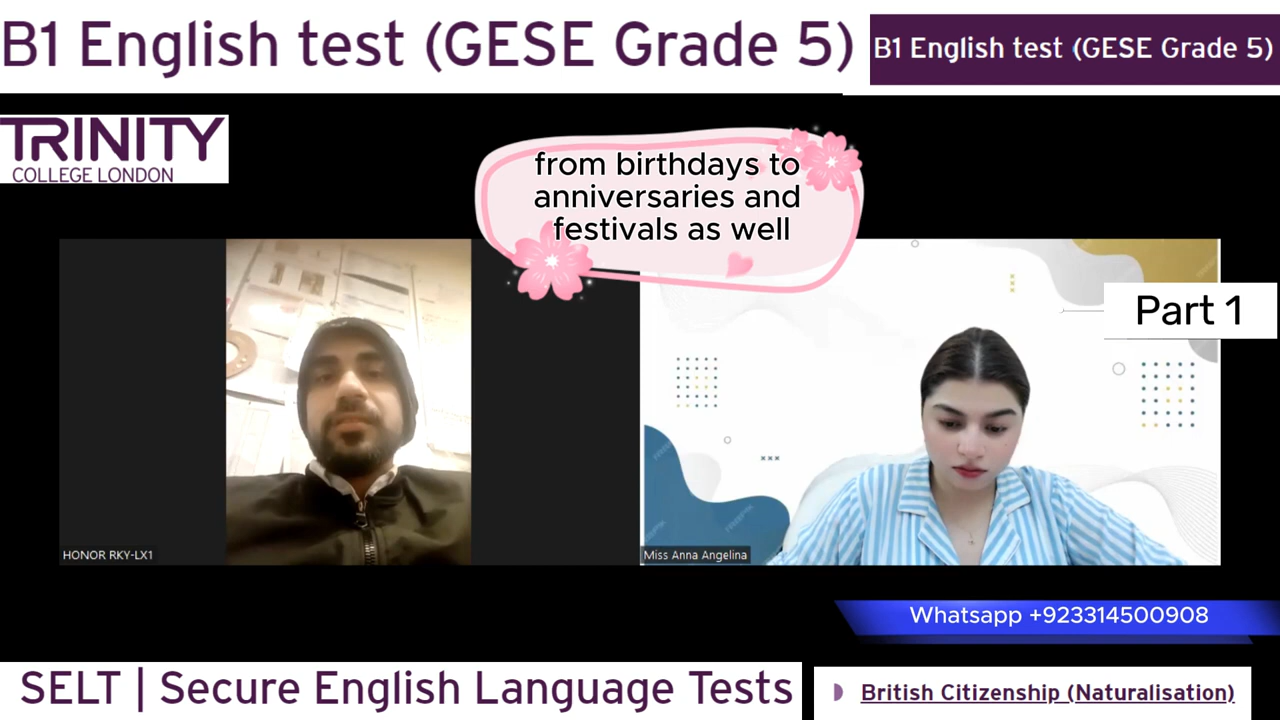 B1 English test (GESE Grade 5)
B1 English test (GESE Grade 5)
TRINITY
COLLEGE LONDON
from birthdays to
anniversaries and
festivals as well
Part 1
HONOR RKY-LX1
Miss Anna Angelina
Whatsapp +923314500908
SELT | Secure English Language Tests
British Citizenship (Naturalisation)